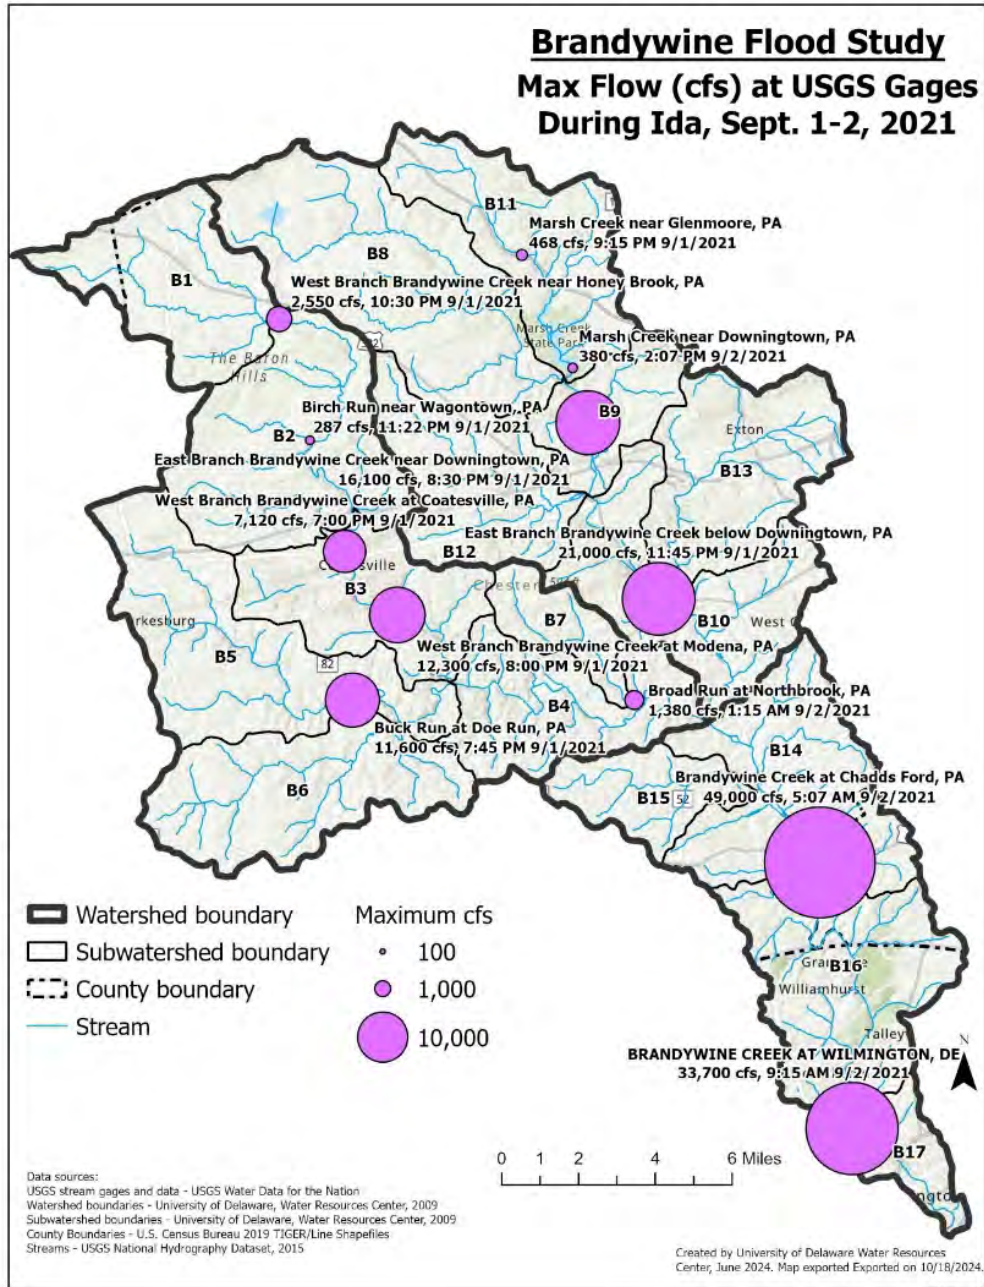 Brandywine Flood Study
Max Flow (cfs) at USGS Gages
During Ida, Sept. 1-2, 2021
B11
Marsh Creek near Glenmoore, PA
468 cfs, 9:15 PM 9/1/2021
B8
B1
West Branch Brandywine Creek near Honey Brook, PA
2,550 cfs, 10:30 PM 9/1/2021
Marsh Creek
State Park
Marsh Creek near Downingtown, PA
380 cfs, 2:07 PM 9/2/2021
The Baron
Hills
Birch Run near Wagontown, PA
287 cfs, 11:22 PM 9/1/2021
B9
B2
Exton
East Branch Brandywine Creek near Downingtown, PA
16,100 cfs, 8:30 PM 9/1/2021
B13
West Branch Brandywine Creek at Coatesville, PA
7,120 cfs, 7:00 PM 9/1/2021
East Branch Brandywine Creek below Downingtown, PA
21,000 cfs, 11:45 PM 9/1/2021
B12
B3
Chester
B7
B10
West C
rkesburg
B5
82
West Branch Brandywine Creek at Modena, PA
12,300 cfs, 8:00 PM 9/1/2021
Broad Run at Northbrook, PA
1,380 cfs, 1:15 AM 9/2/2021
B4
Buck Run at Doe Run, PA
11,600 cfs, 7:45 PM 9/1/2021
B14
B6
Brandywine Creek at Chadds Ford, PA
49,000 cfs, 5:07 AM 9/2/2021
B15
52
B16
Williamhurst
Talley
BRANDYWINE CREEK AT WILMINGTON, DE
33,700 cfs, 9:15 AM 9/2/2021
N
B17
ngto
Watershed boundary
Subwatershed boundary
County boundary
Stream
Maximum cfs
100
1,000
10,000
0 1 2 4 6 Miles
Data sources:
USGS stream gages and data - USGS Water Data for the Nation
Watershed boundaries - University of Delaware, Water Resources Center, 2009
Subwatershed boundaries - University of Delaware, Water Resources Center, 2009
County Boundaries - U.S. Census Bureau 2019 TIGER/Line Shapefiles
Streams - USGS National Hydrography Dataset, 2015
Created by University of Delaware Water Resources
Center, June 2024. Map exported Exported on 10/18/2024.